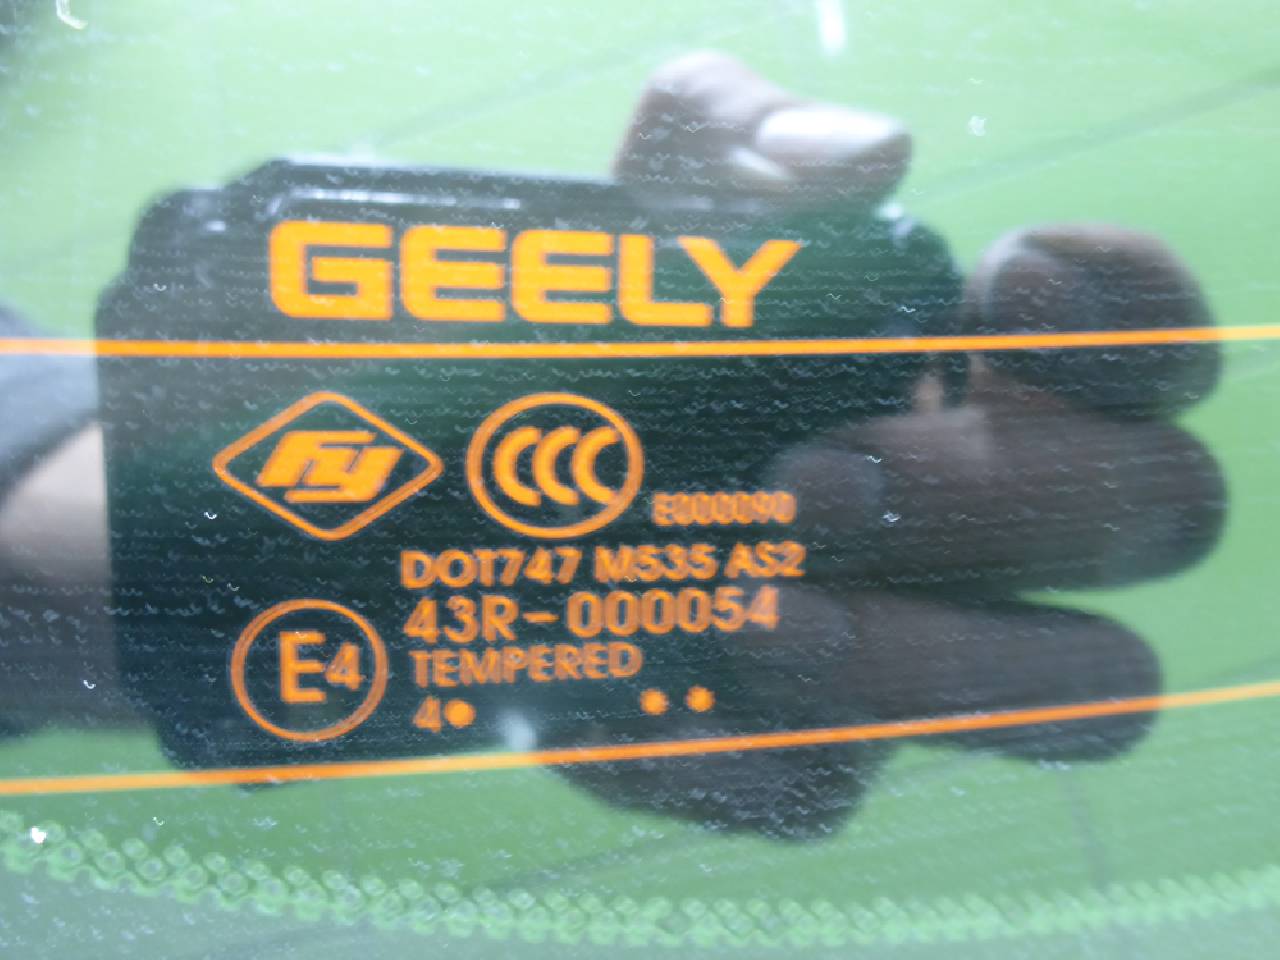 GEELY
fy CCC E000090
DOT747 M535 AS2
43R-000054
E4 TEMPERED
4● ●●